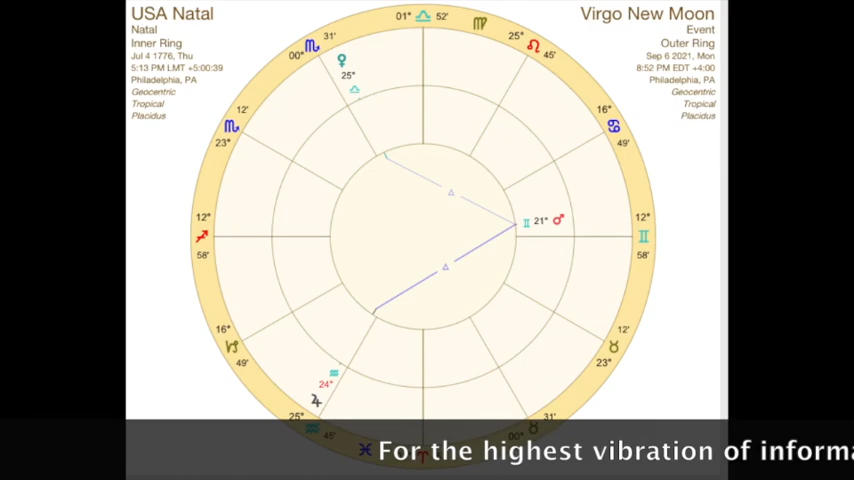 USA Natal
Natal
Inner Ring
Jul 4 1776, Thu
5:13 PM LMT +5:00:39
Philadelphia, PA
Geocentric
Tropical
Placidus
Virgo New Moon
Event
Outer Ring
Sep 6 2021, Mon
8:52 PM EDT +4:00
Philadelphia, PA
Geocentric
Tropical
Placidus
01° ♎ 52'
♍
25° ♌ 45'
00° ♏ 31'
♀
25°
♎
16° ♋ 49'
12' ♏ 23°
♊ 21° ♂
12° ♐ 58'
12° ♊ 58'
16° ♑ 49'
12' ♉ 23°
♒
24°
♃
25° ♒ 45'
♓
♈
00° ♉ 31'
For the highest vibration of informa